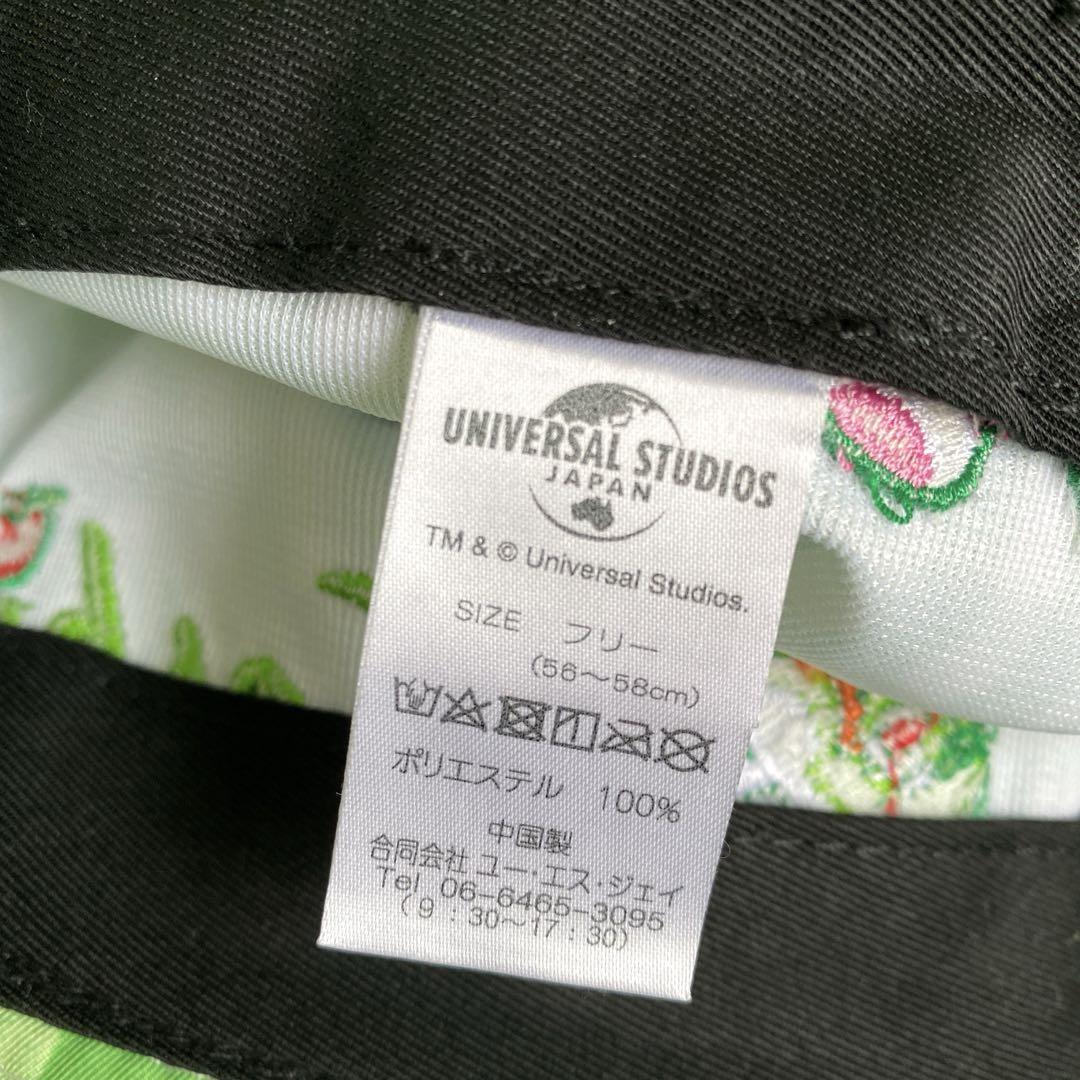 UNIVERSAL STUDIOS
JAPAN
TM & © Universal Studios.
SIZE フリー
(56〜58cm)
ポリエステル 100%
中国製
合同会社 ユー・エス・ジェイ
Tel 06-6465-3095
(9:30〜17:30)